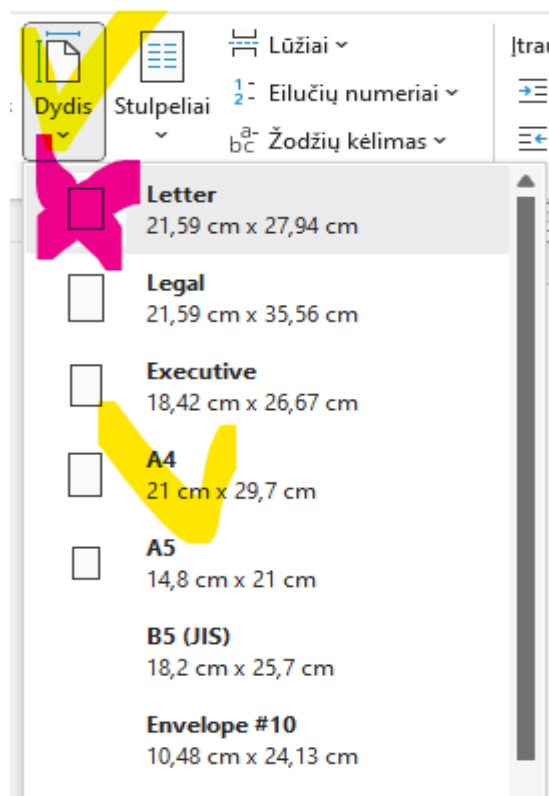 Lūžiai
Įtrau
Dydis
Stulpeliai
Eilučių numeriai
Žodžių kėlimas
Letter
21,59 cm x 27,94 cm
Legal
21,59 cm x 35,56 cm
Executive
18,42 cm x 26,67 cm
A4
21 cm x 29,7 cm
A5
14,8 cm x 21 cm
B5 (JIS)
18,2 cm x 25,7 cm
Envelope #10
10,48 cm x 24,13 cm